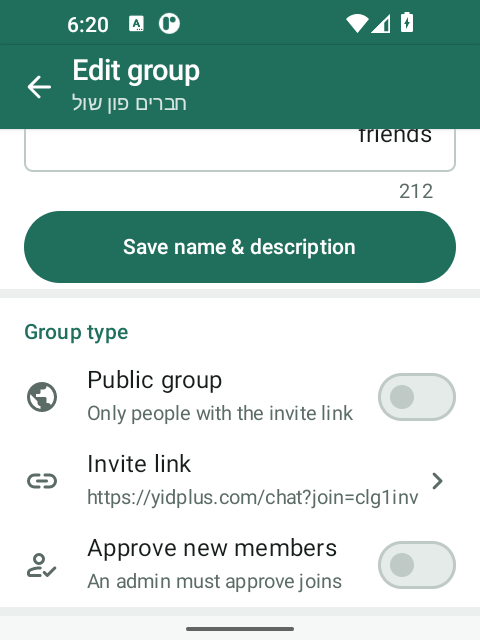 6:20
A
Edit group
חברים פון שול
friends
212
Save name & description
Group type
Public group
Only people with the invite link
Invite link
https://yidplus.com/chat?join=clg1inv
Approve new members
An admin must approve joins